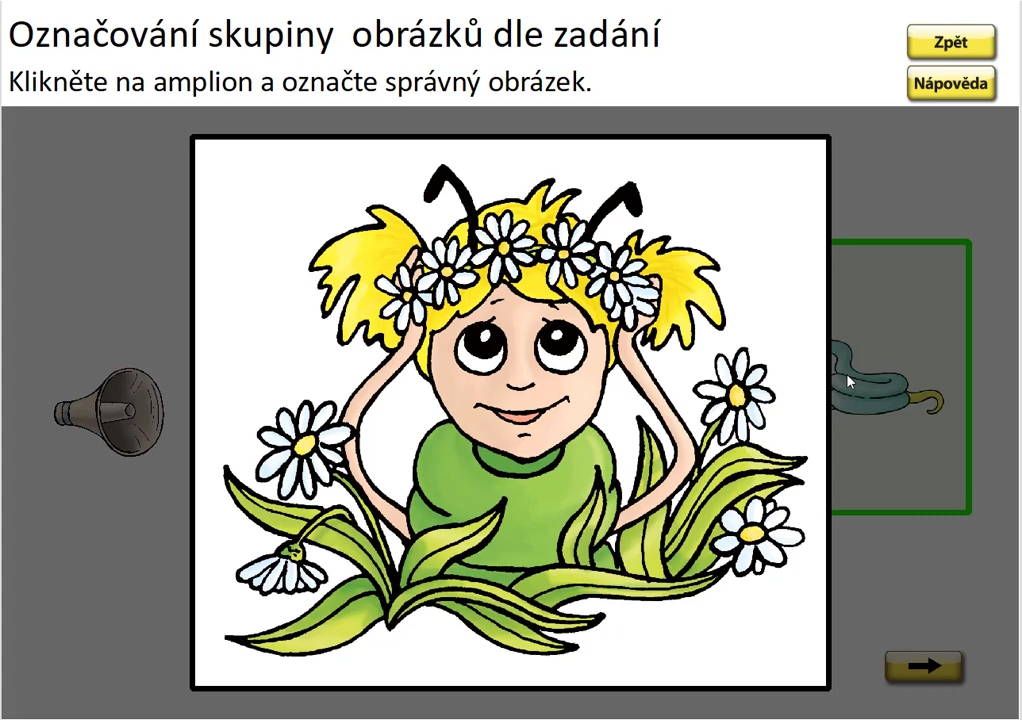 Označování skupiny  obrázků dle zadání
Klikněte na amplion a označte správný obrázek.
Zpět
Nápověda